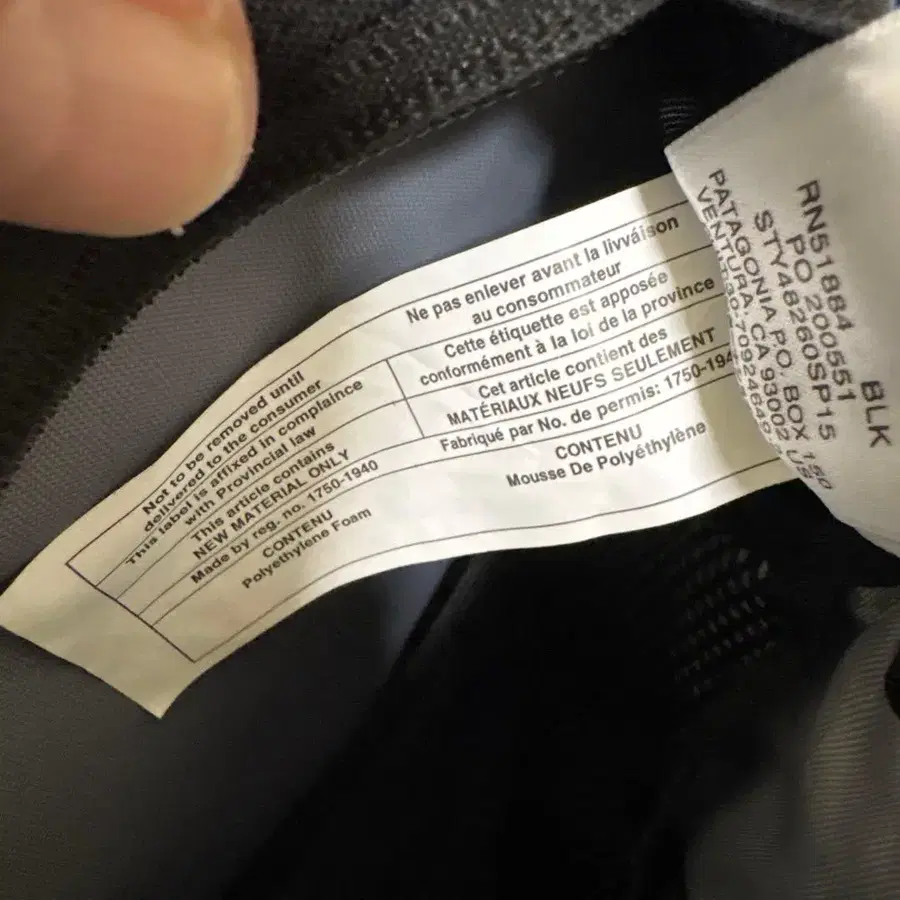 Not to be removed until
delivered to the consumer
This label is affixed in complaince
with Provincial law
This article contains
NEW MATERIAL ONLY
Made by reg. no. 1750-1940
CONTENU
Polyethylene Foam
Ne pas enlever avant la livváison
au consommateur
Cette étiquette est apposée
conformément à la loi de la province
Cet article contient des
MATÉRIAUX NEUFS SEULEMENT
Fabriqué par No. de permis: 1750-194
CONTENU
Mousse De Polyéthylène
BLK
RN51884
PO 200551
STY48260SP15
PATAGONIA PO. BOX 150
VENTURA, CA 93002 US